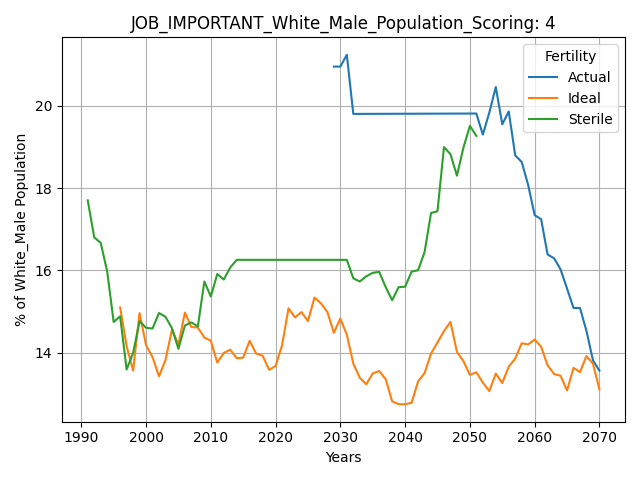 JOB_IMPORTANT_White_Male_Population_Scoring: 4
Fertility
Actual
Ideal
Sterile
% of White_Male Population
20
18
16
14
1990 2000 2010 2020 2030 2040 2050 2060 2070
Years